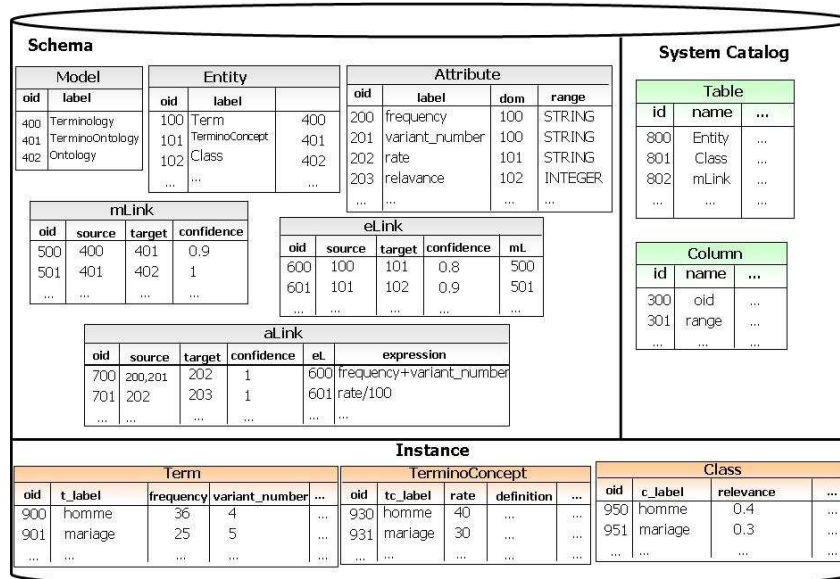 Schema
Model
oid label
400 Terminology
401 TerminoOntology
402 Ontology
Entity
oid label
100 Term 400
101 TerminoConcept 401
102 Class 402
... ... ...
Attribute
oid label dom range
200 frequency 100 STRING
201 variant_number 100 STRING
202 rate 101 STRING
203 relavance 102 INTEGER
... ... ... ...
mLink
oid source target confidence
500 400 401 0.9
501 401 402 1
... ... ... ...
eLink
oid source target confidence mL
600 100 101 0.8 500
601 101 102 0.9 501
... ... ... ... ...
aLink
oid source target confidence eL expression
700 200,201 202 1 600 frequency+variant_number
701 202 203 1 601 rate/100
... ... ... ... ... ...
System Catalog
Table
id name ...
800 Entity ...
801 Class ...
802 mLink ...
... ... ...
Column
id name ...
300 oid ...
301 range ...
... ... ...
Instance
Term
oid t_label frequency variant_number ...
900 homme 36 4 ...
901 mariage 25 5 ...
... ... ... ... ...
TerminoConcept
oid tc_label rate definition ...
930 homme 40 ... ...
931 mariage 30 ... ...
... ... ... ... ...
Class
oid c_label relevance ...
950 homme 0.4 ...
951 mariage 0.3 ...
... ... ... ...